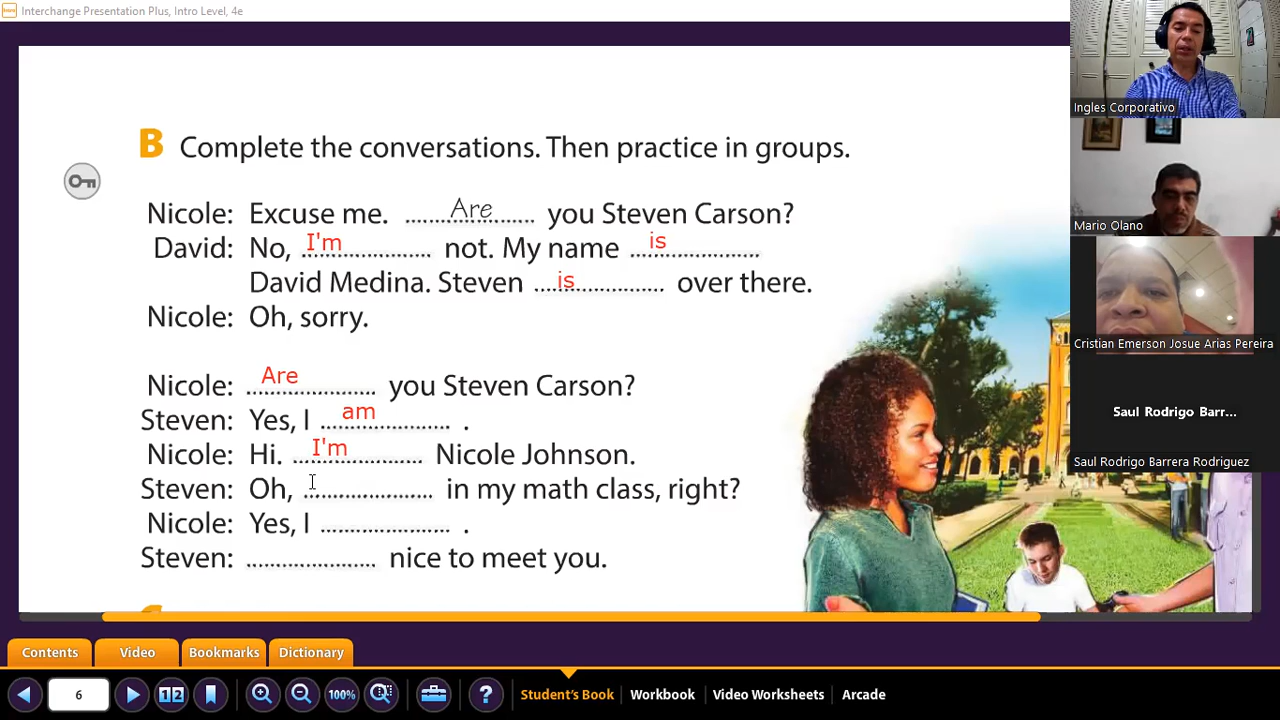 Interchange Presentation Plus, Intro Level, 4e
B Complete the conversations. Then practice in groups.
Nicole: Excuse me. Are you Steven Carson?
David: No, I'm not. My name is
David Medina. Steven is over there.
Nicole: Oh, sorry.
Nicole: Are you Steven Carson?
Steven: Yes, I am .
Nicole: Hi. I'm Nicole Johnson.
Steven: Oh, ...................... in my math class, right?
Nicole: Yes, I ...................... .
Steven: ...................... nice to meet you.
Ingles Corporativo
Mario Olano
Cristian Emerson Josue Arias Pereira
Saul Rodrigo Barr...
Saul Rodrigo Barrera Rodriguez
Contents Video Bookmarks Dictionary
6 12 100% ? Student's Book Workbook Video Worksheets Arcade